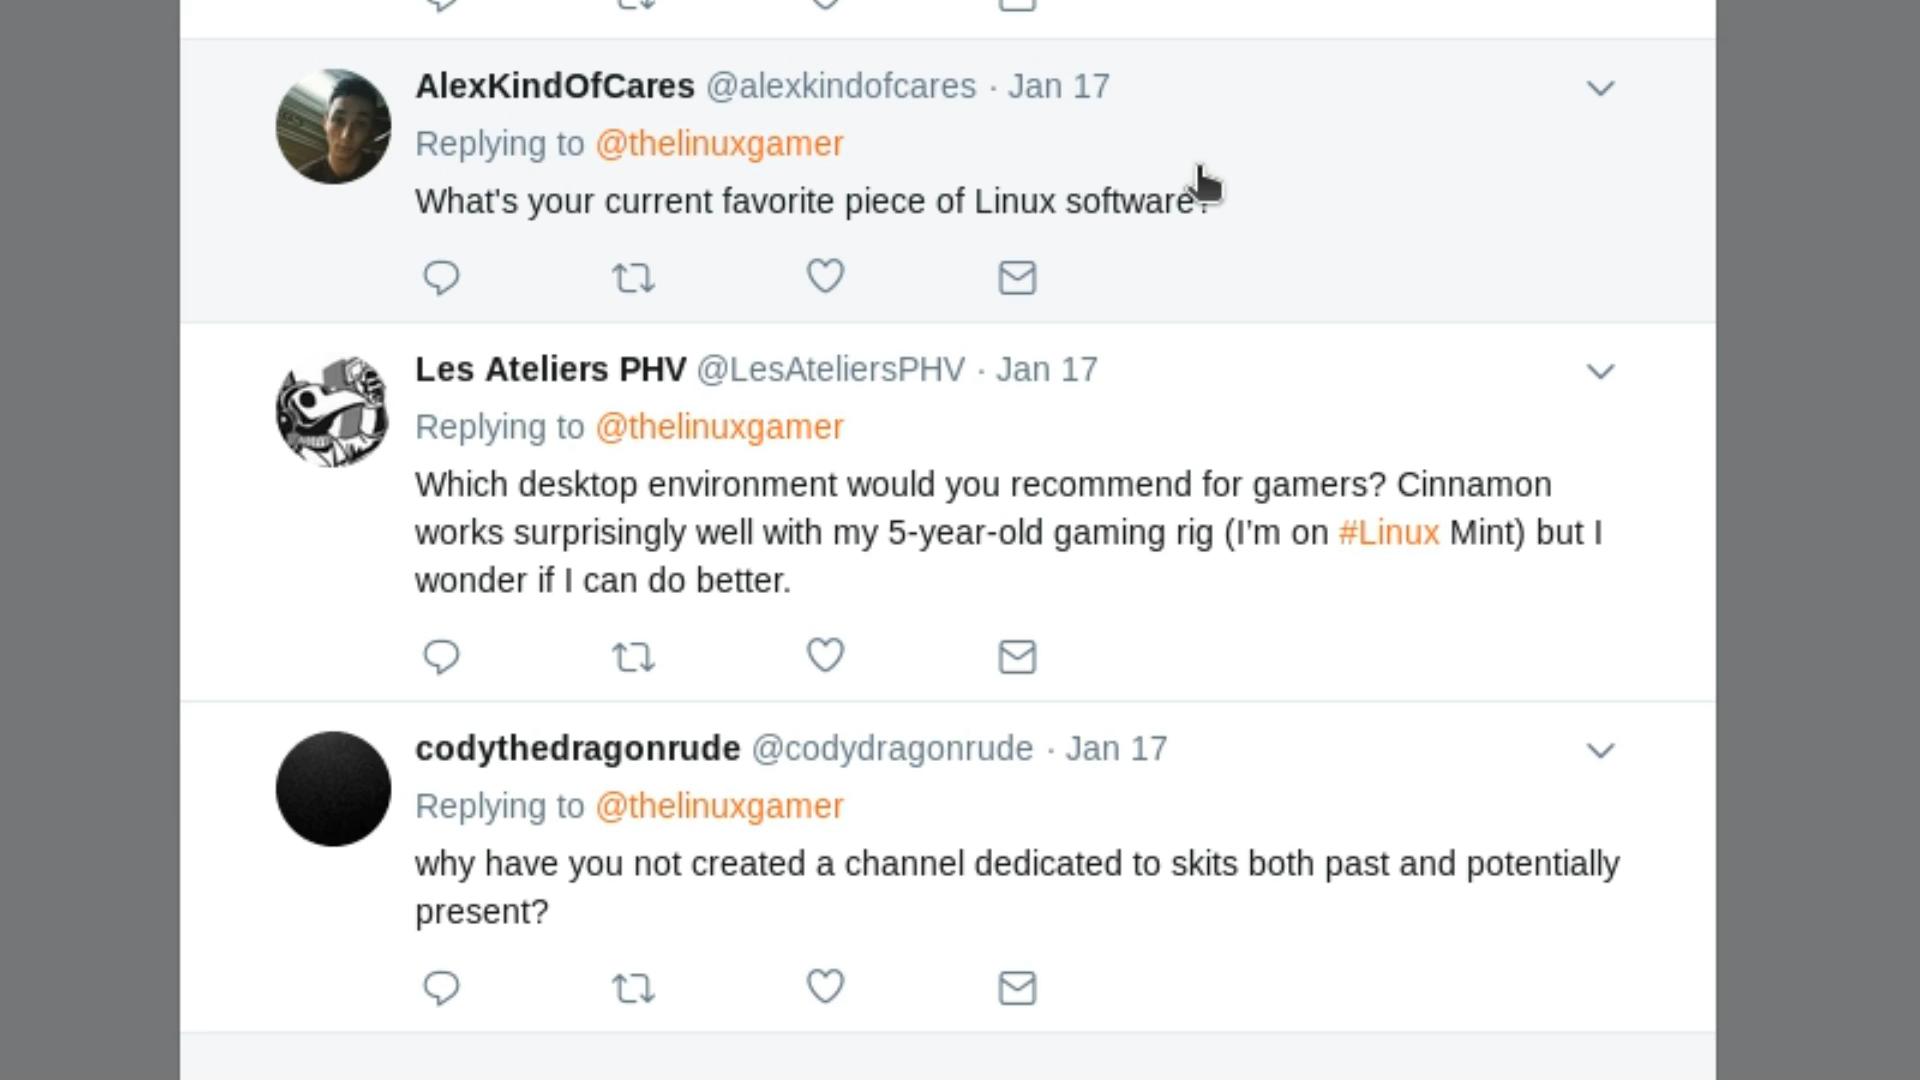 AlexKindOfCares @alexkindofcares · Jan 17
Replying to @thelinuxgamer
What's your current favorite piece of Linux software?
Les Ateliers PHV @LesAteliersPHV · Jan 17
Replying to @thelinuxgamer
Which desktop environment would you recommend for gamers? Cinnamon
works surprisingly well with my 5-year-old gaming rig (I'm on #Linux Mint) but I
wonder if I can do better.
codythedragonrude @codydragonrude · Jan 17
Replying to @thelinuxgamer
why have you not created a channel dedicated to skits both past and potentially
present?